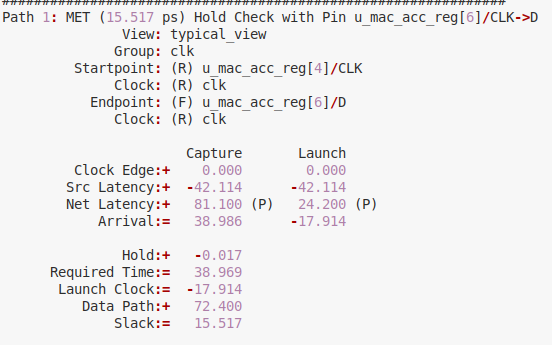 ################################################################
Path 1: MET (15.517 ps) Hold Check with Pin u_mac_acc_reg[6]/CLK->D
View: typical_view
Group: clk
Startpoint: (R) u_mac_acc_reg[4]/CLK
Clock: (R) clk
Endpoint: (F) u_mac_acc_reg[6]/D
Clock: (R) clk
Capture Launch
Clock Edge:+ 0.000 0.000
Src Latency:+ -42.114 -42.114
Net Latency:+ 81.100 (P) 24.200 (P)
Arrival:= 38.986 -17.914
Hold:+ -0.017
Required Time:= 38.969
Launch Clock:= -17.914
Data Path:+ 72.400
Slack:= 15.517